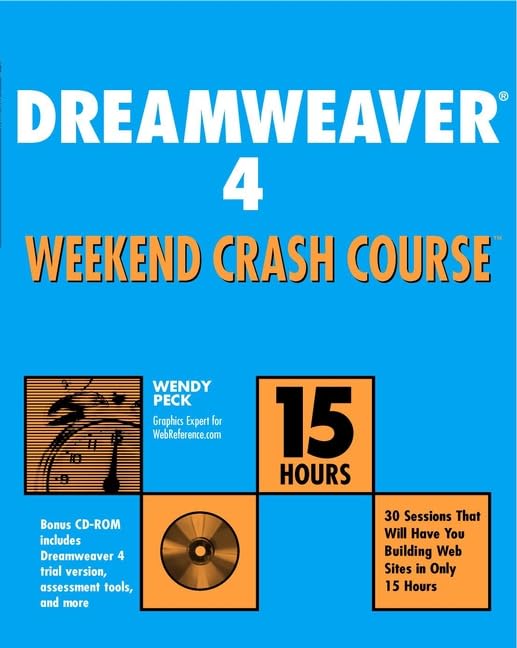 DREAMWEAVER®
4
WEEKEND CRASH COURSE™
WENDY
PECK
Graphics Expert for
WebReference.com
15
HOURS
Bonus CD-ROM
includes
Dreamweaver 4
trial version,
assessment tools,
and more
30 Sessions That
Will Have You
Building Web
Sites in Only
15 Hours